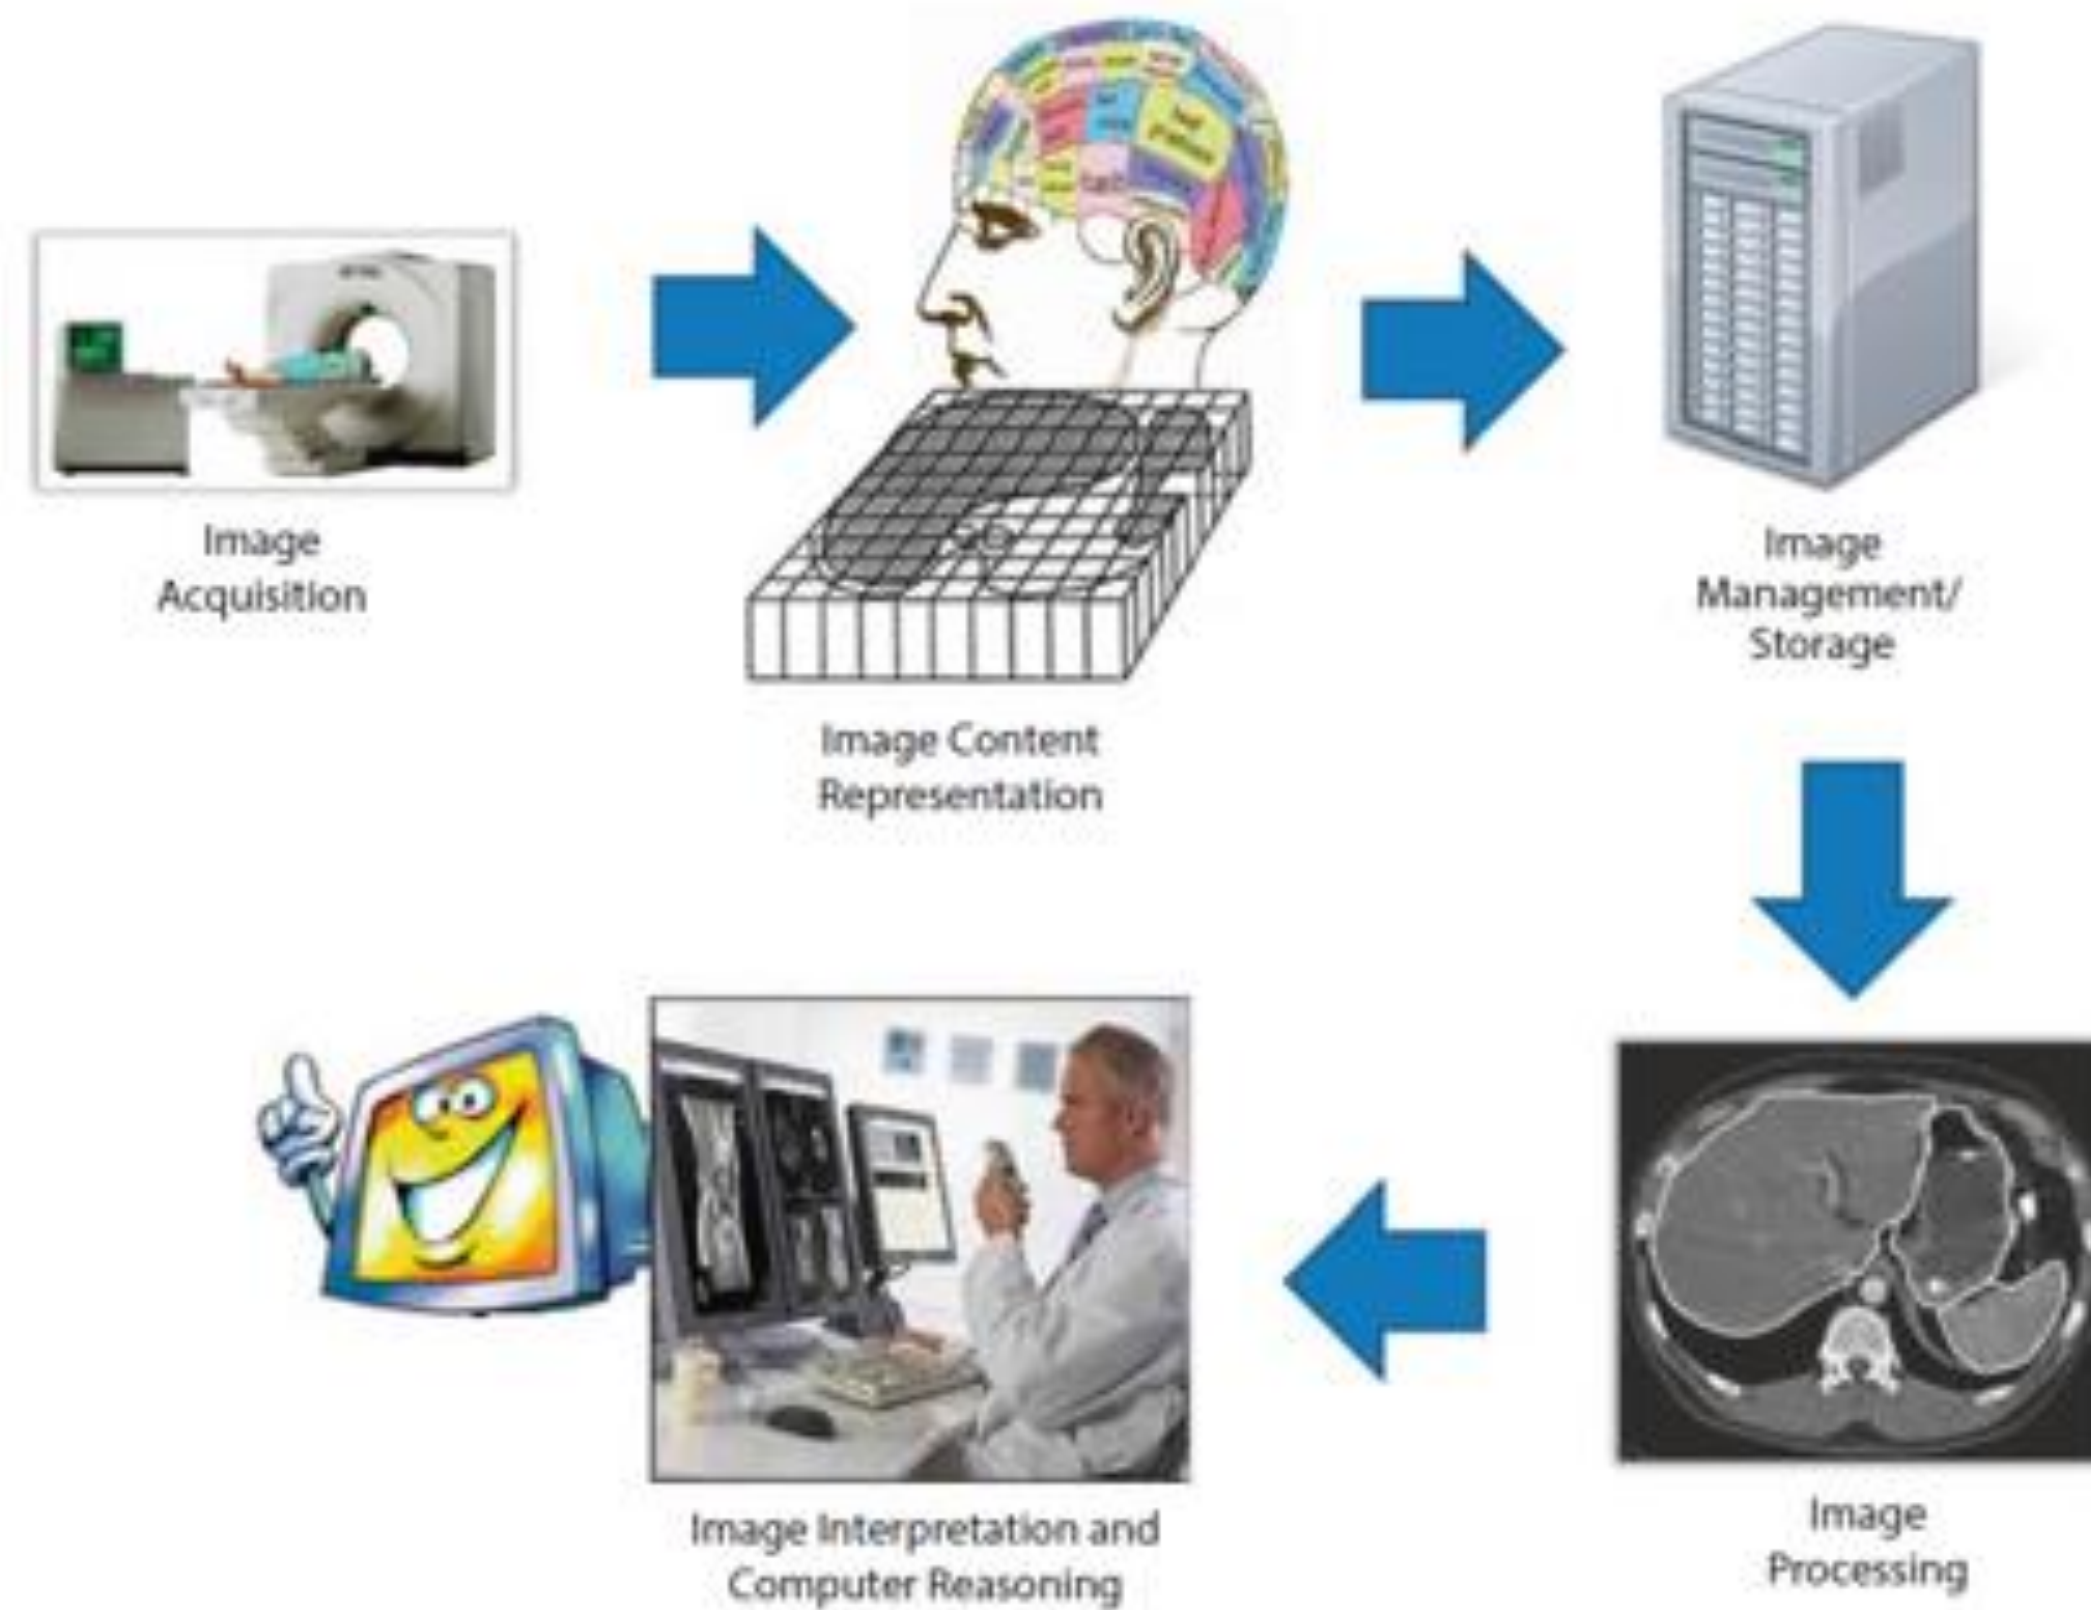 Image
Acquisition
Image Content
Representation
Image
Management/
Storage
Image
Processing
Image Interpretation and
Computer Reasoning